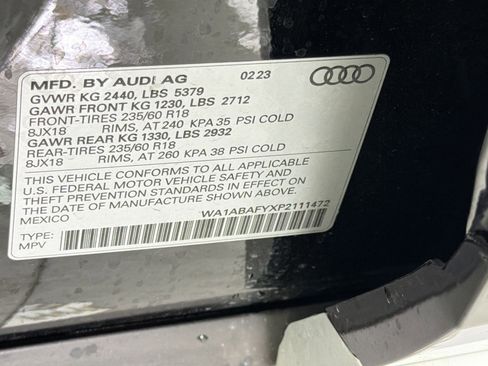 MFD. BY AUDI AG 02 23
GVWR KG 2440, LBS 5379
GAWR FRONT KG 1230, LBS 2712
FRONT-TIRES 235/60 R18
8JX18 RIMS, AT 240 KPA 35 PSI COLD
GAWR REAR KG 1330, LBS 2932
REAR-TIRES 235/60 R18
8JX18 RIMS, AT 260 KPA 38 PSI COLD
THIS VEHICLE CONFORMS TO ALL APPLICABLE
U.S. FEDERAL MOTOR VEHICLE SAFETY AND
THEFT PREVENTION STANDARDS IN EFFECT ON
DATE OF MANUFACTURE SHOWN ABOVE. MADE IN
MEXICO
WA1ABAFYXP2111472
TYPE:
MPV